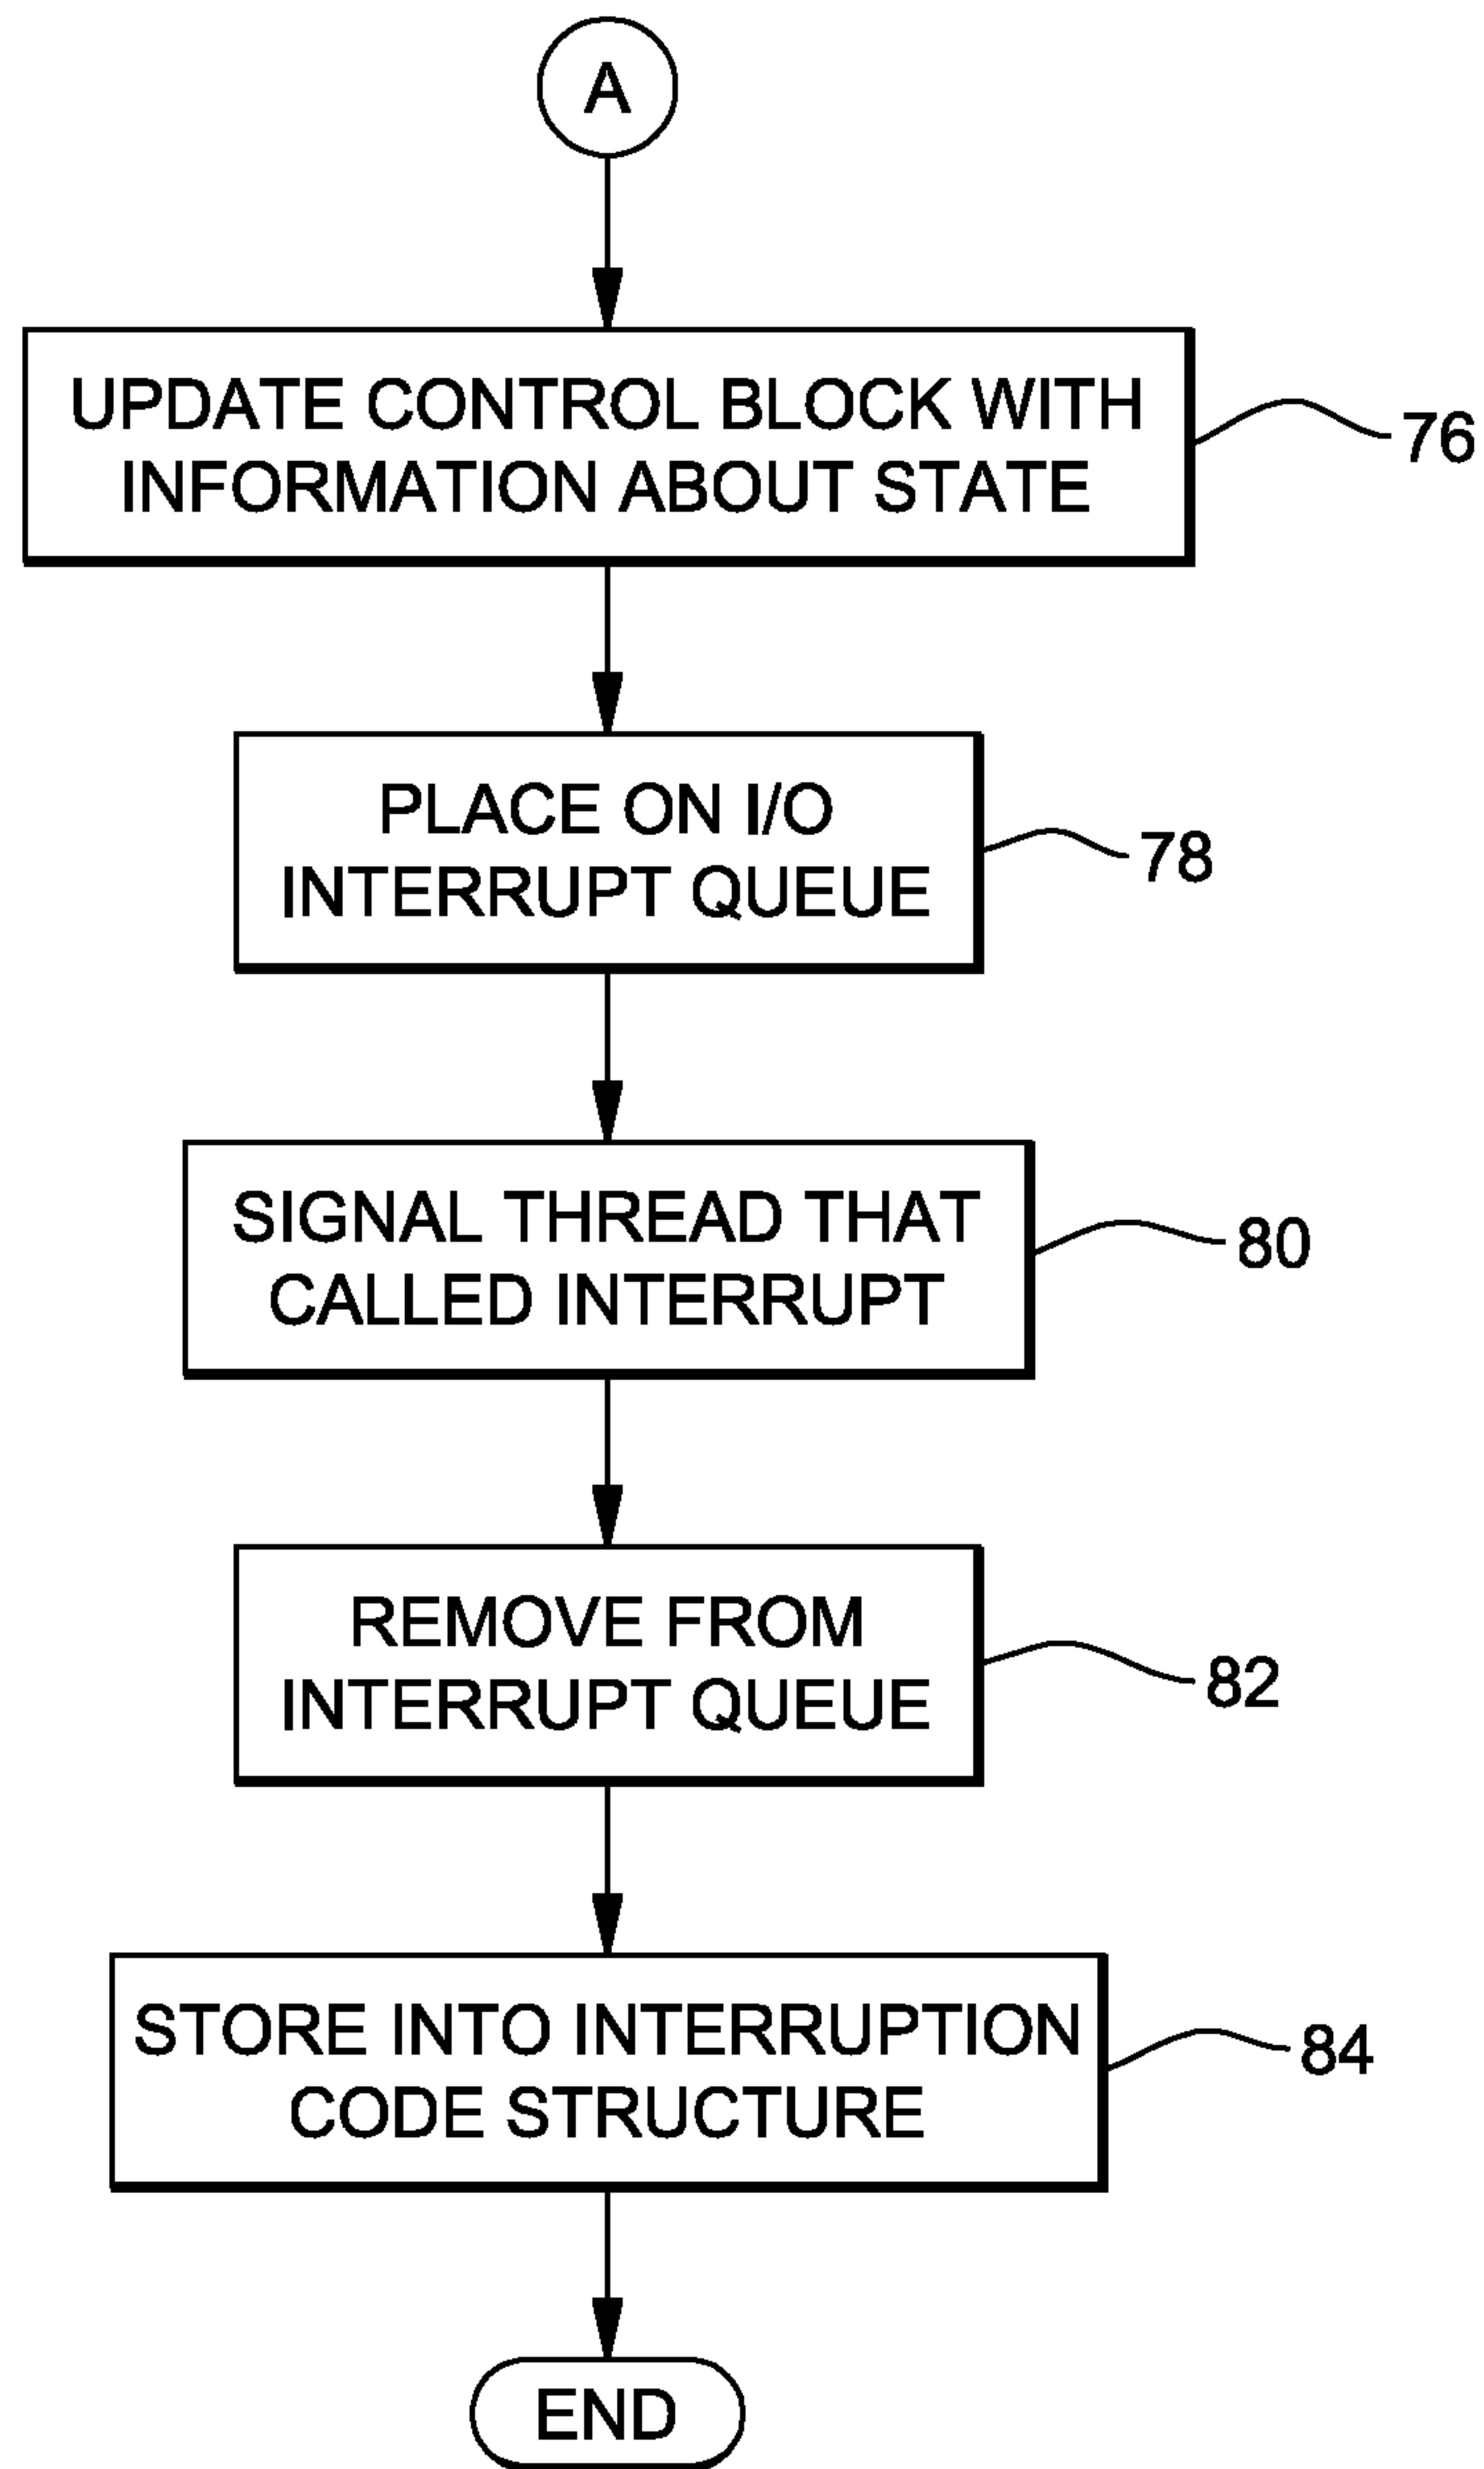 A
UPDATE CONTROL BLOCK WITH
INFORMATION ABOUT STATE
76
PLACE ON I/O
INTERRUPT QUEUE
78
SIGNAL THREAD THAT
CALLED INTERRUPT
80
REMOVE FROM
INTERRUPT QUEUE
82
STORE INTO INTERRUPTION
CODE STRUCTURE
84
END